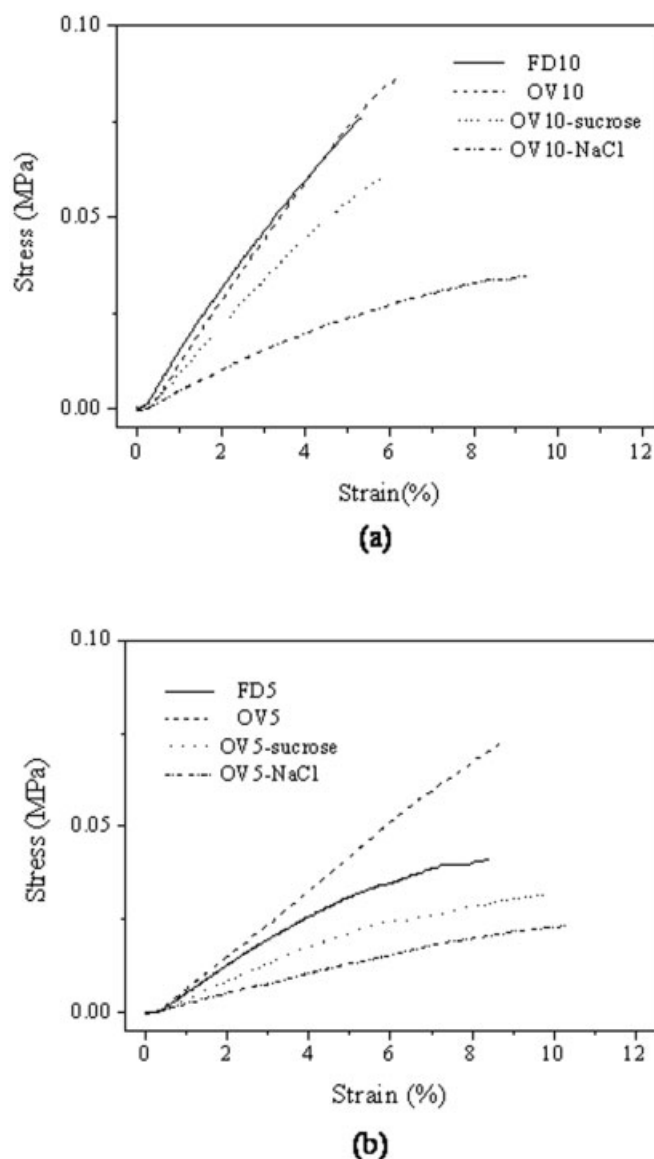 0.10
FD10
OV10
OV10-sucrose
OV10-NaCl
0.05
Stress (MPa)
0.00
0 2 4 6 8 10 12
Strain(%)
(a)
0.10
FD5
OV5
OV5-sucrose
OV5-NaCl
0.05
Stress (MPa)
0.00
0 2 4 6 8 10 12
Strain (%)
(b)